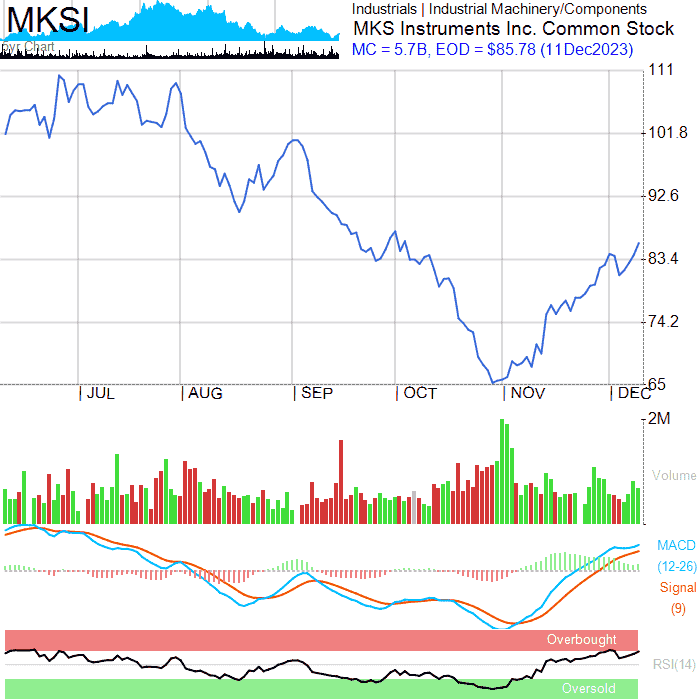 MKSI
5yr Chart
Industrials | Industrial Machinery/Components
MKS Instruments Inc. Common Stock
MC = 5.7B, EOD = $85.78 (11Dec2023)
111
101.8
92.6
83.4
74.2
65
JUL AUG SEP OCT NOV DEC
2M
Volume
MACD
(12-26)
Signal
(9)
Overbought
RSI(14)
Oversold